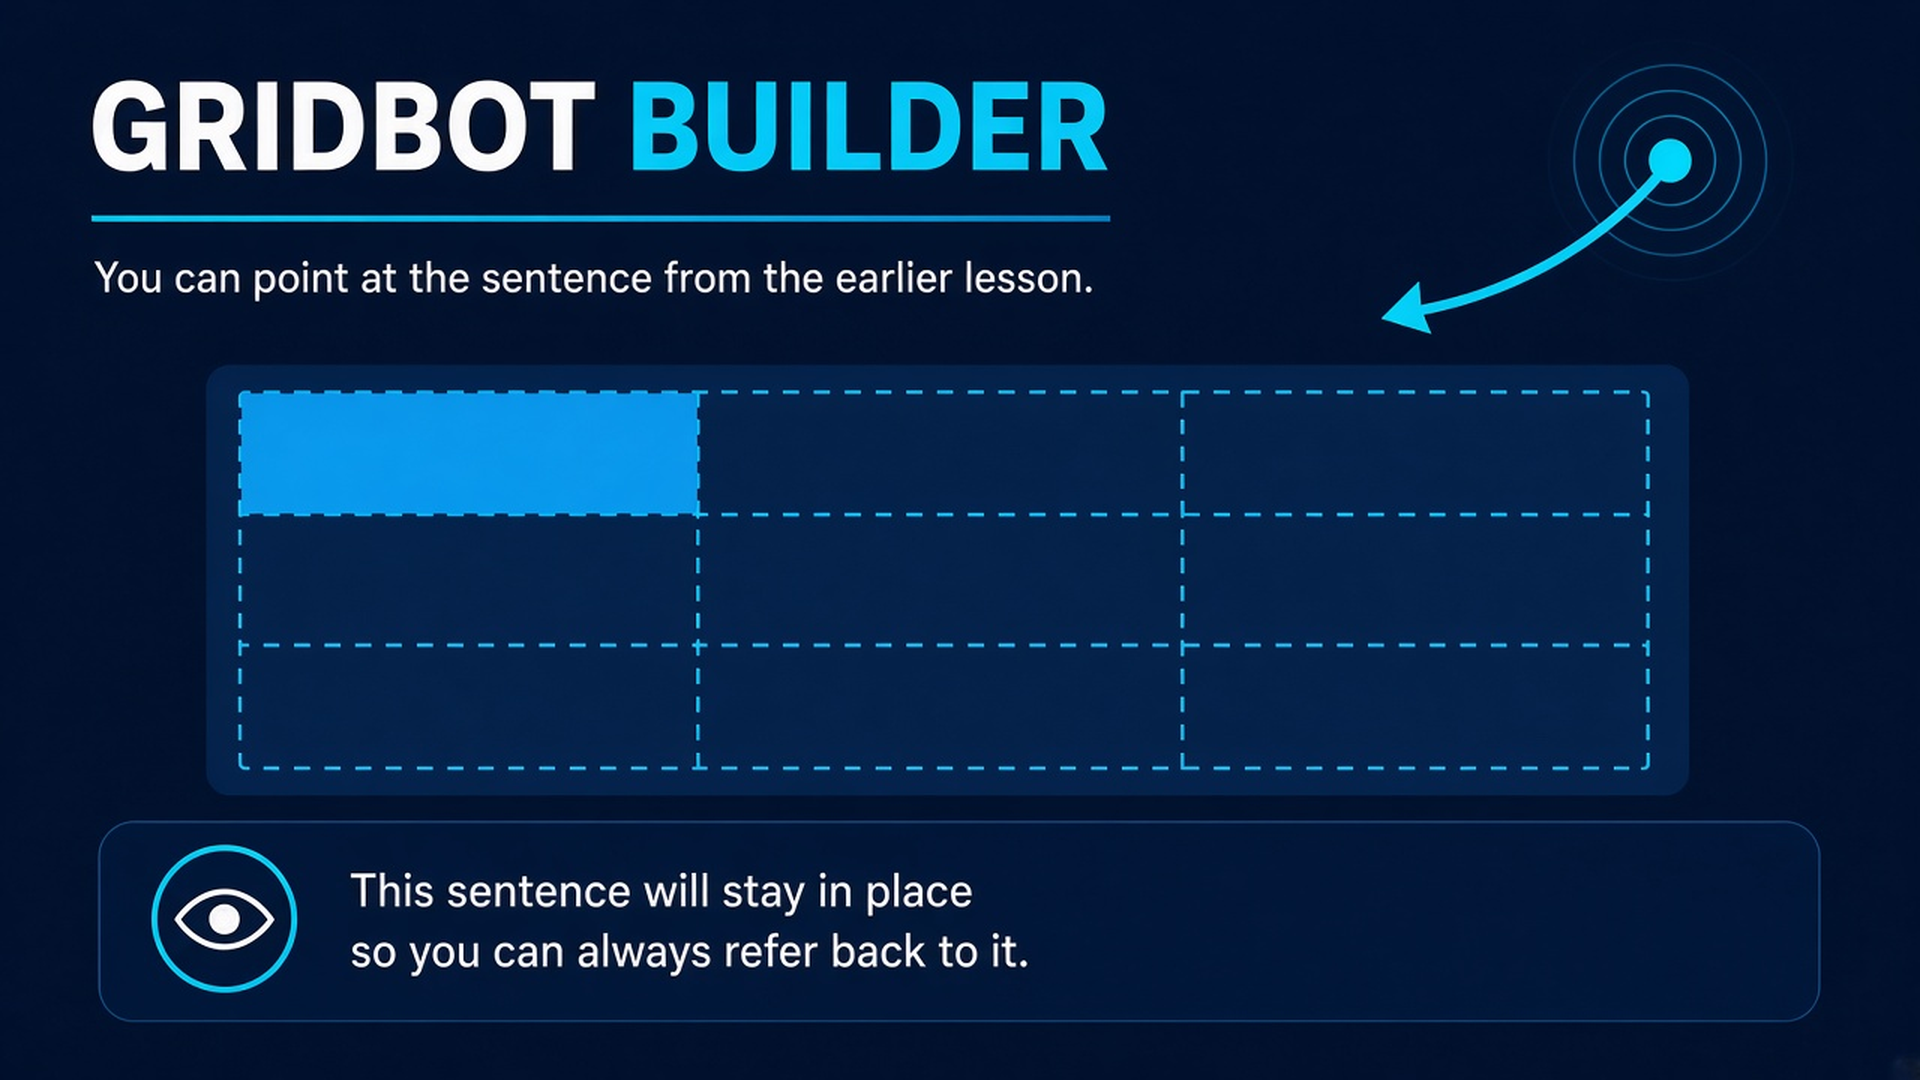 GRIDBOT BUILDER
You can point at the sentence from the earlier lesson.
This sentence will stay in place
so you can always refer back to it.